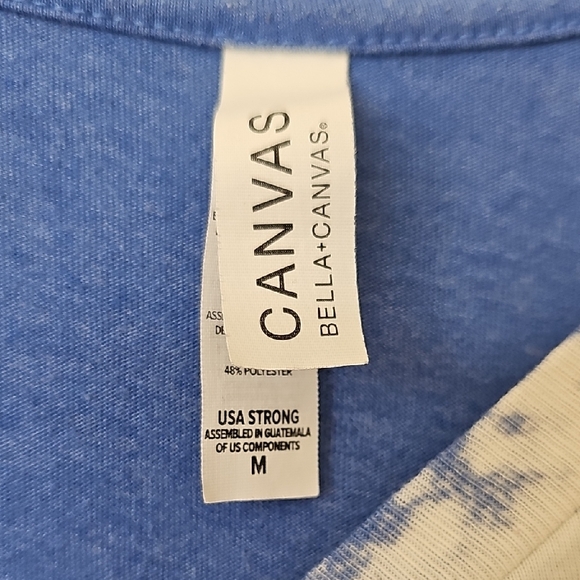 CANVAS
BELLA+CANVAS®
48% POLYESTER
USA STRONG
ASSEMBLED IN GUATEMALA
OF US COMPONENTS
M